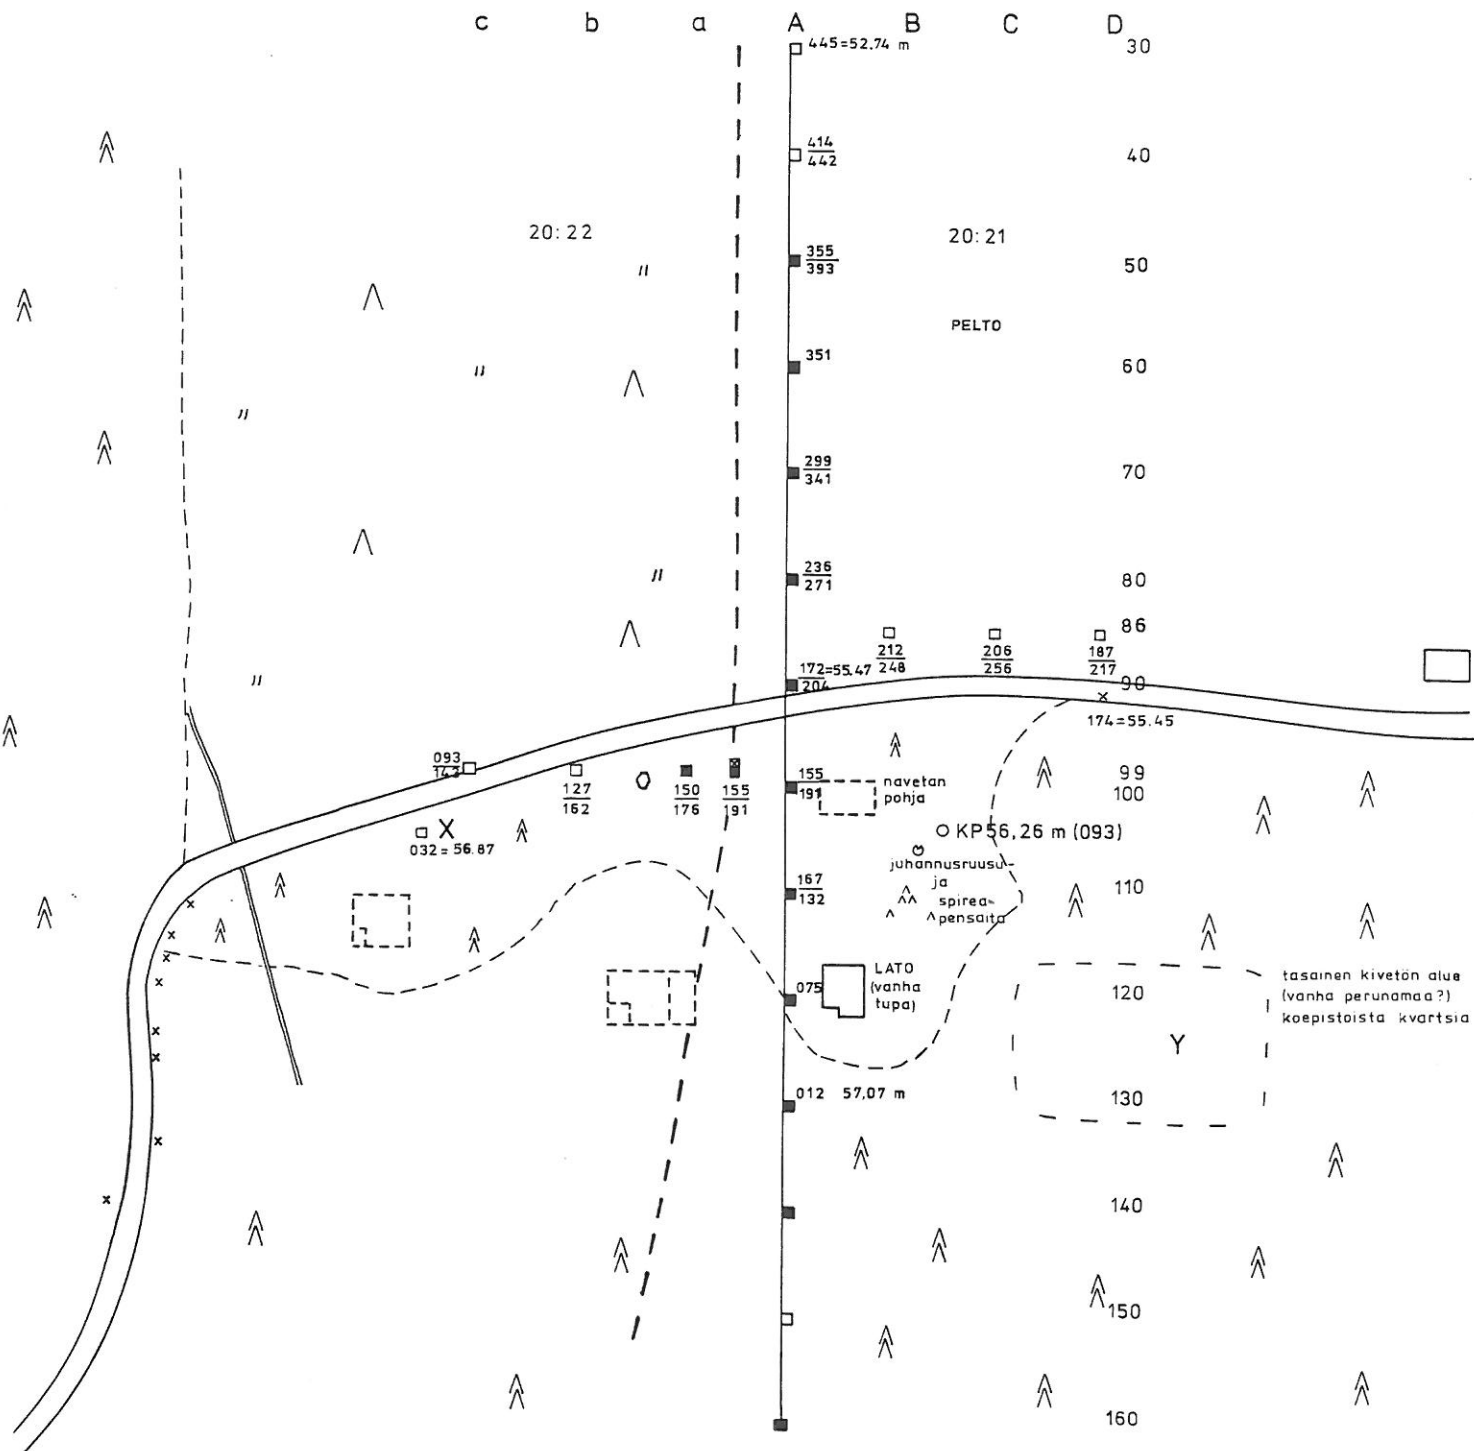 c b a A B C D
445=52.74 m
30
414
442
40
20:22
20:21
355
393
50
PELTO
351
60
299
341
70
236
271
80
86
212
248
206
256
187
217
172=55.47
204
90
174=55.45
093
143
127
162
150
176
155
191
155
191
navetan
pohja
99
100
X
032=56.87
KP56,26 m (093)
juhannusruusu-
ja
spirea-
pensaita
167
132
110
LATO
(vanha
tupa)
075
120
tasainen kivetön alue
(vanha perunamaa?)
koepistoista kvartsia
Y
012 57,07 m
130
140
150
160